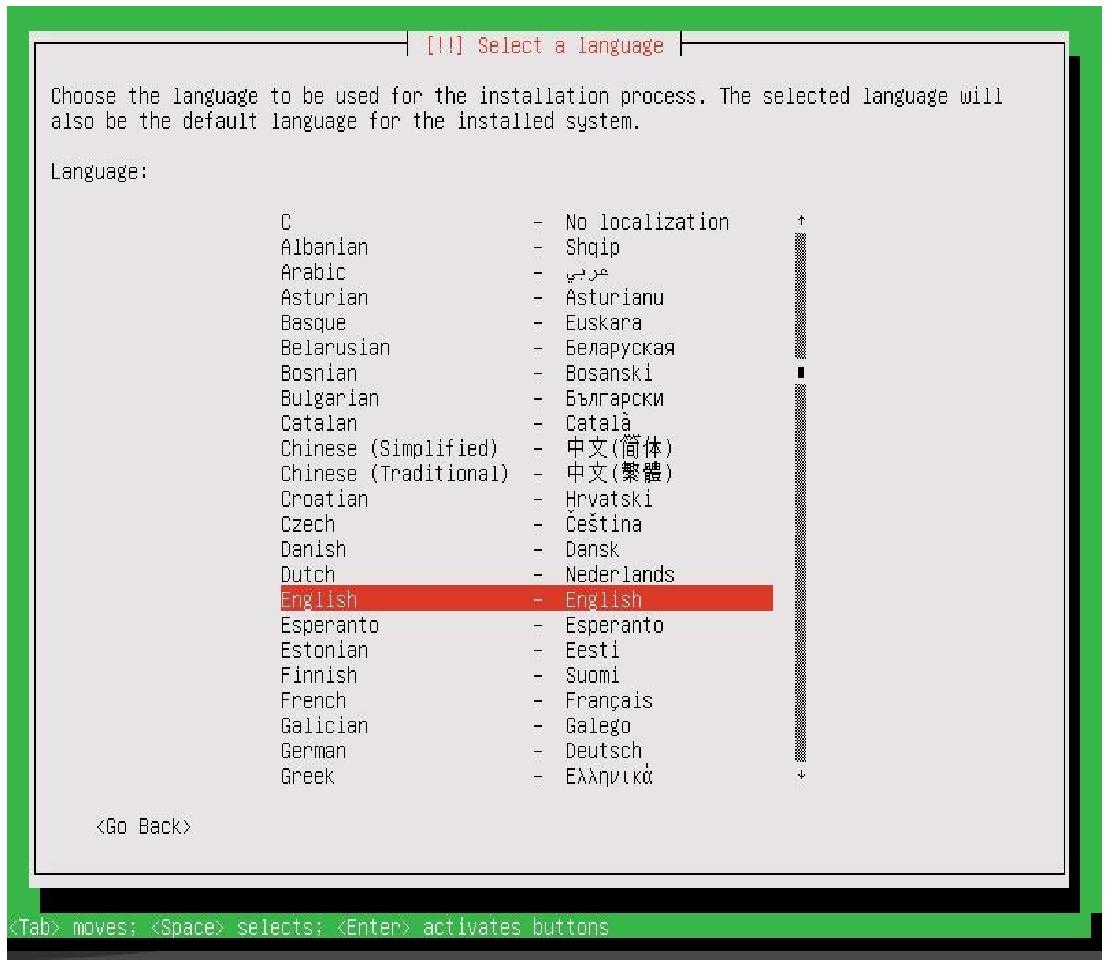 [!!] Select a language
Choose the language to be used for the installation process. The selected language will
also be the default language for the installed system.
Language:
C - No localization ↑
Albanian - Shqip
Arabic - عربي
Asturian - Asturianu
Basque - Euskara
Belarusian - Беларуская
Bosnian - Bosanski
Bulgarian - Български
Catalan - Català
Chinese (Simplified) - 中文(简体)
Chinese (Traditional) - 中文(繁體)
Croatian - Hrvatski
Czech - Čeština
Danish - Dansk
Dutch - Nederlands
English - English
Esperanto - Esperanto
Estonian - Eesti
Finnish - Suomi
French - Français
Galician - Galego
German - Deutsch
Greek - Ελληνικά ↓
<Go Back>
<Tab> moves; <Space> selects; <Enter> activates buttons